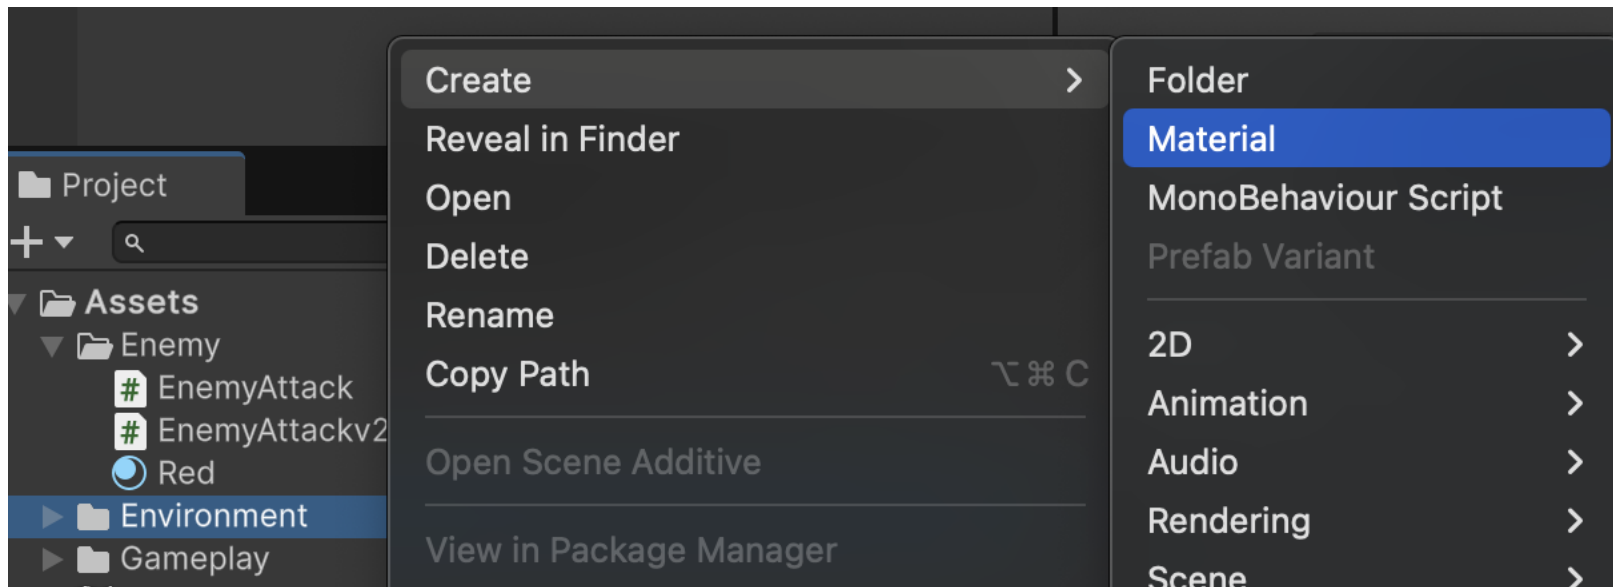 Project
Assets
Enemy
EnemyAttack
EnemyAttackv2
Red
Environment
Gameplay
Create
Reveal in Finder
Open
Delete
Rename
Copy Path ⌥⌘C
Open Scene Additive
View in Package Manager
Folder
Material
MonoBehaviour Script
Prefab Variant
2D
Animation
Audio
Rendering
Scene